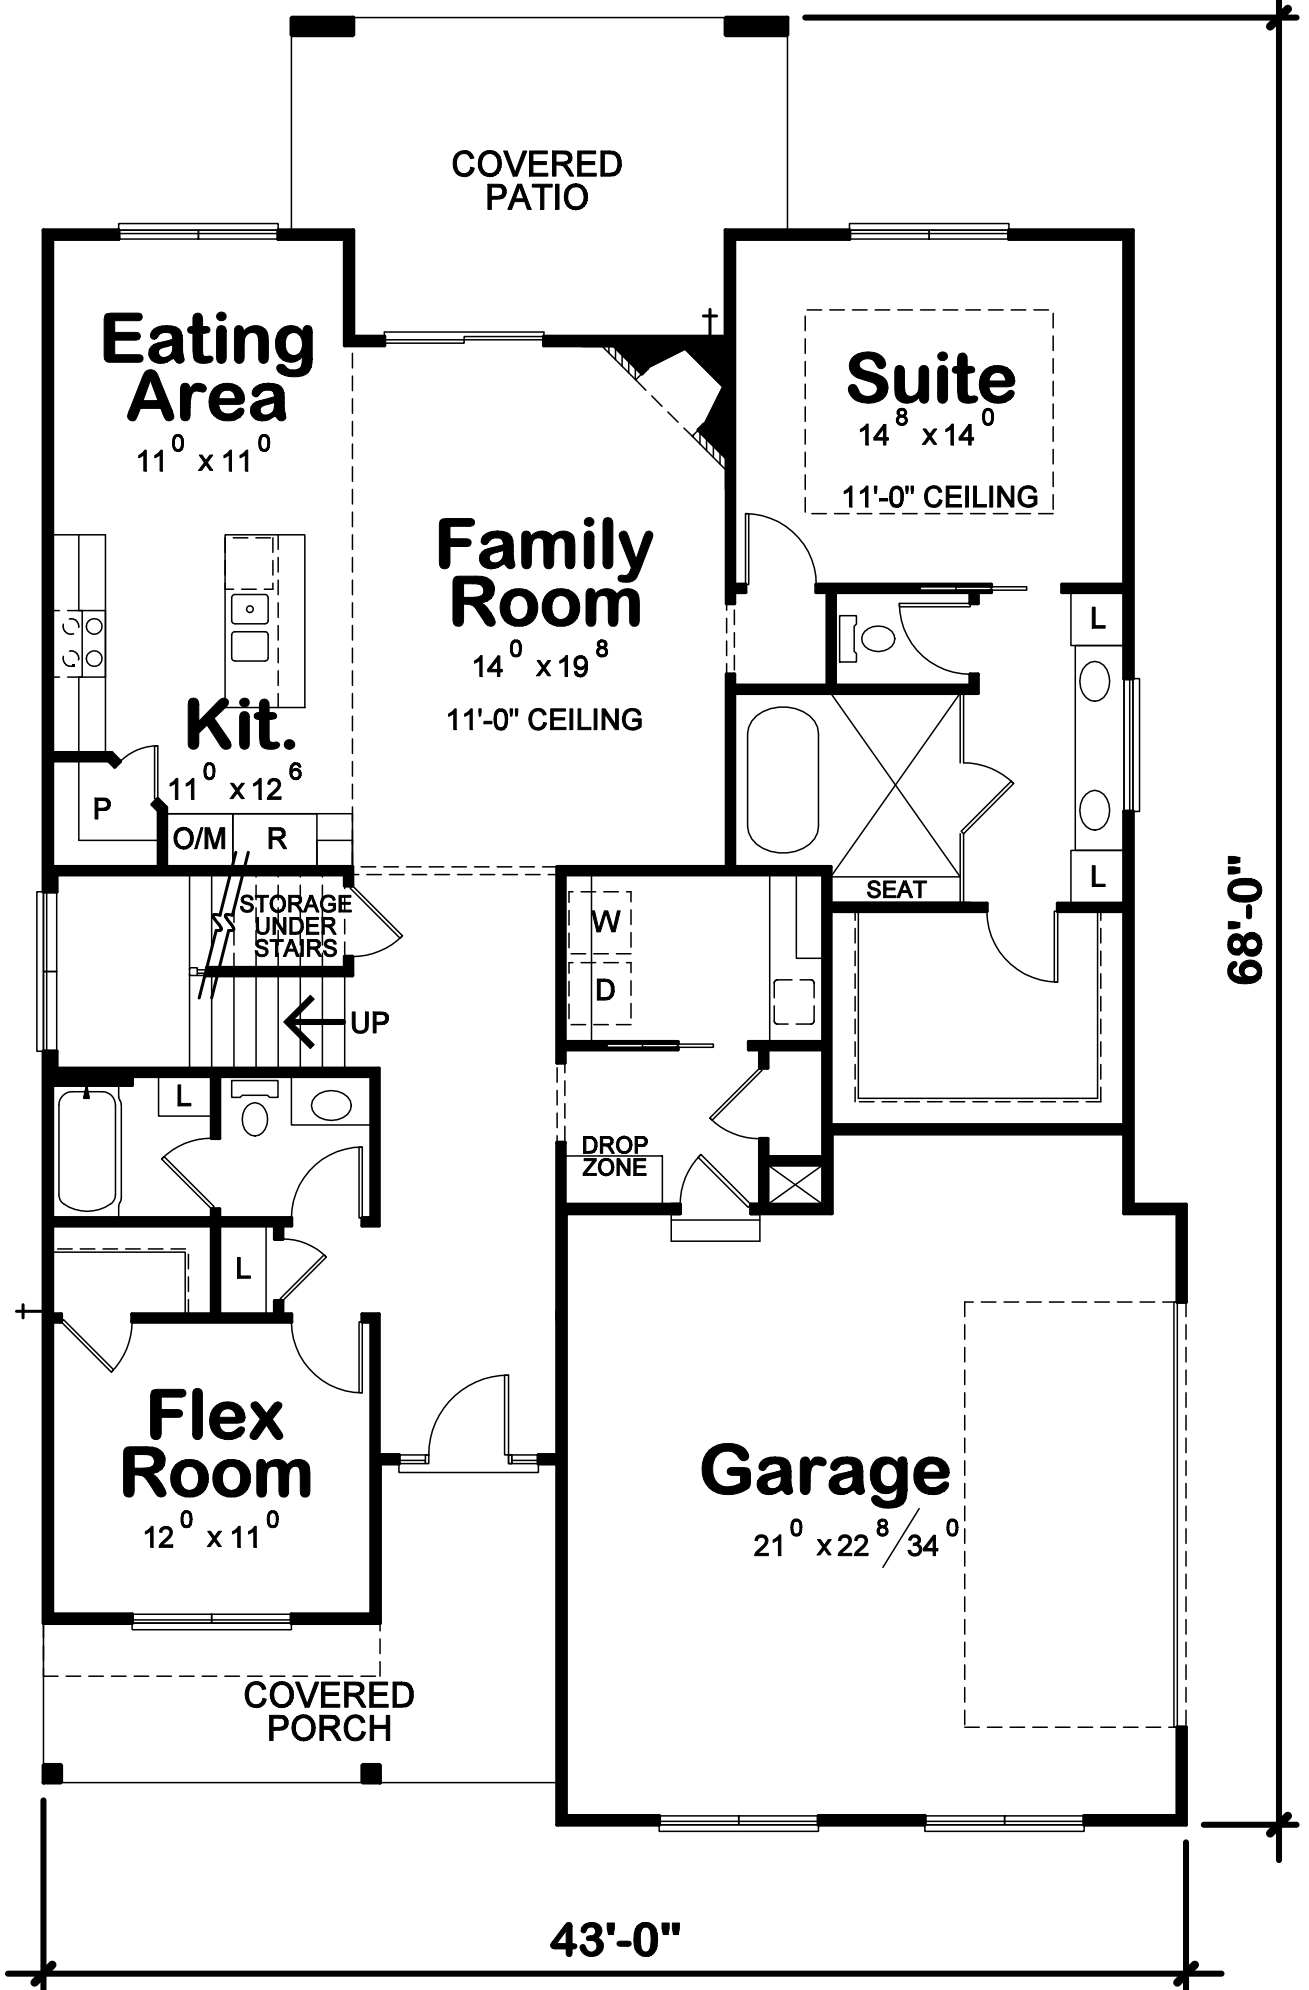 COVERED
PATIO
Eating
Area
11⁰ x 11⁰
Suite
14⁸ x 14⁰
11'-0" CEILING
Family
Room
14⁰ x 19⁸
11'-0" CEILING
L
Kit.
11⁰ x 12⁶
P
O/M
R
L
SEAT
STORAGE
UNDER
STAIRS
W
D
UP
68'-0"
L
DROP
ZONE
L
Flex
Room
12⁰ x 11⁰
Garage
21⁰ x 22⁸/34⁰
COVERED
PORCH
43'-0"